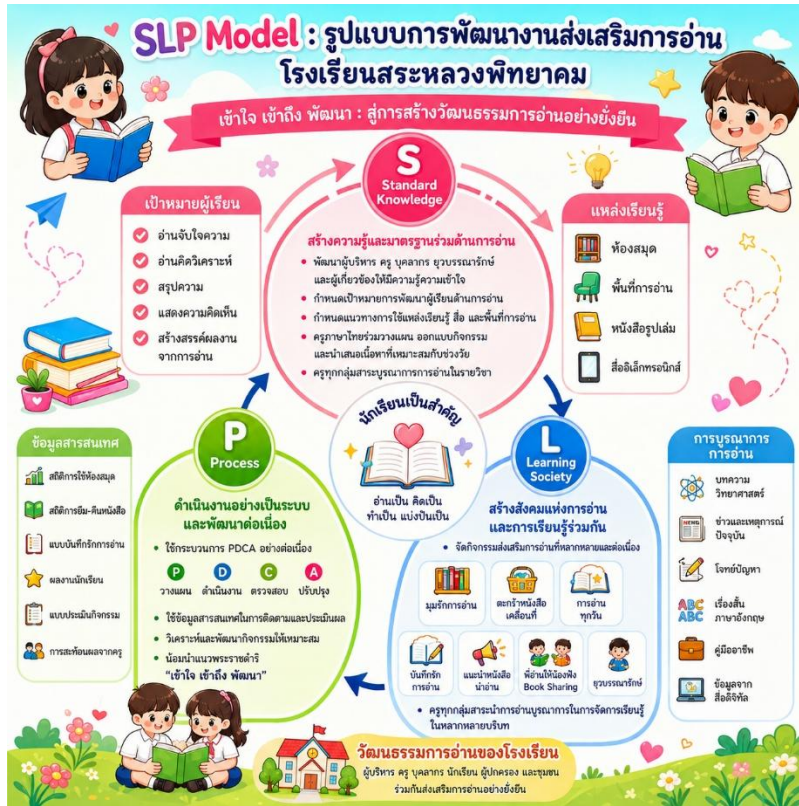 SLP Model : รูปแบบการพัฒนางานส่งเสริมการอ่าน
โรงเรียนสระหลวงพิทยาคม
เข้าใจ เข้าถึง พัฒนา : สู่การสร้างวัฒนธรรมการอ่านอย่างยั่งยืน
S
Standard
Knowledge
สร้างความรู้และมาตรฐานร่วมด้านการอ่าน
• พัฒนาผู้บริหาร ครู บุคลากร ยุวบรรณารักษ์
และผู้เกี่ยวข้องให้มีความรู้ความเข้าใจ
• กำหนดเป้าหมายการพัฒนาผู้เรียนด้านการอ่าน
• กำหนดแนวทางการใช้แหล่งเรียนรู้ สื่อ และพื้นที่การอ่าน
• ครูภาษาไทยร่วมวางแผน ออกแบบกิจกรรม
และนำเสนอเนื้อหาที่เหมาะสมกับช่วงวัย
• ครูทุกกลุ่มสาระบูรณาการการอ่านในรายวิชา
เป้าหมายผู้เรียน
อ่านจับใจความ
อ่านคิดวิเคราะห์
สรุปความ
แสดงความคิดเห็น
สร้างสรรค์ผลงาน
จากการอ่าน
แหล่งเรียนรู้
ห้องสมุด
พื้นที่การอ่าน
หนังสือรูปเล่ม
สื่ออิเล็กทรอนิกส์
นักเรียนเป็นสำคัญ
อ่านเป็น คิดเป็น
ทำเป็น แบ่งปันเป็น
ข้อมูลสารสนเทศ
สถิติการใช้ห้องสมุด
สถิติการยืม-คืนหนังสือ
แบบบันทึกรักการอ่าน
ผลงานนักเรียน
แบบประเมินกิจกรรม
การสะท้อนผลจากครู
P
Process
ดำเนินงานอย่างเป็นระบบ
และพัฒนาต่อเนื่อง
• ใช้กระบวนการ PDCA อย่างต่อเนื่อง
P D C A
วางแผน ดำเนินงาน ตรวจสอบ ปรับปรุง
• ใช้ข้อมูลสารสนเทศในการติดตามและประเมินผล
• วิเคราะห์และพัฒนากิจกรรมให้เหมาะสม
• น้อมนำแนวพระราชดำริ
“เข้าใจ เข้าถึง พัฒนา”
L
Learning
Society
สร้างสังคมแห่งการอ่าน
และการเรียนรู้ร่วมกัน
• จัดกิจกรรมส่งเสริมการอ่านที่หลากหลายและต่อเนื่อง
มุมรักการอ่าน
ตะกร้าหนังสือ
เคลื่อนที่
การอ่าน
ทุกวัน
บันทึกรัก
การอ่าน
แนะนำหนังสือ
น่าอ่าน
พี่อ่านให้น้องฟัง
Book Sharing
ยุวบรรณารักษ์
• ครูทุกกลุ่มสาระนำการอ่านบูรณาการในการจัดการเรียนรู้
ในหลากหลายบริบท
การบูรณาการ
การอ่าน
บทความ
วิทยาศาสตร์
NEWS
ข่าวและเหตุการณ์
ปัจจุบัน
โจทย์ปัญหา
ABC
ABC
เรื่องสั้น
ภาษาอังกฤษ
คู่มืออาชีพ
ข้อมูลจาก
สื่อดิจิทัล
วัฒนธรรมการอ่านของโรงเรียน
ผู้บริหาร ครู บุคลากร นักเรียน ผู้ปกครอง และชุมชน
ร่วมกันส่งเสริมการอ่านอย่างยั่งยืน